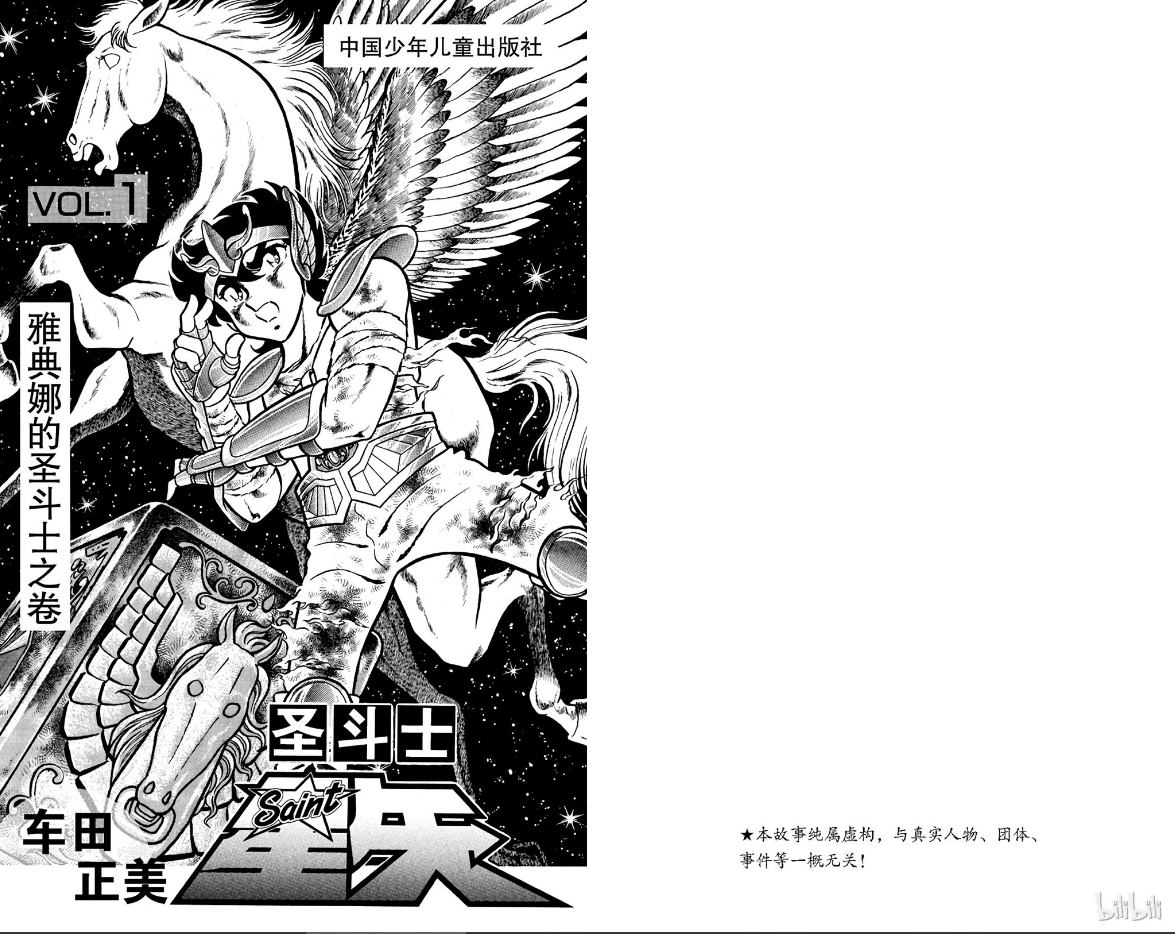 中国少年儿童出版社
VOL.1
雅典娜的圣斗士之卷
圣斗士
Saint
星矢
车田
正美
★本故事纯属虚构，与真实人物、团体、
事件等一概无关！
bilibili